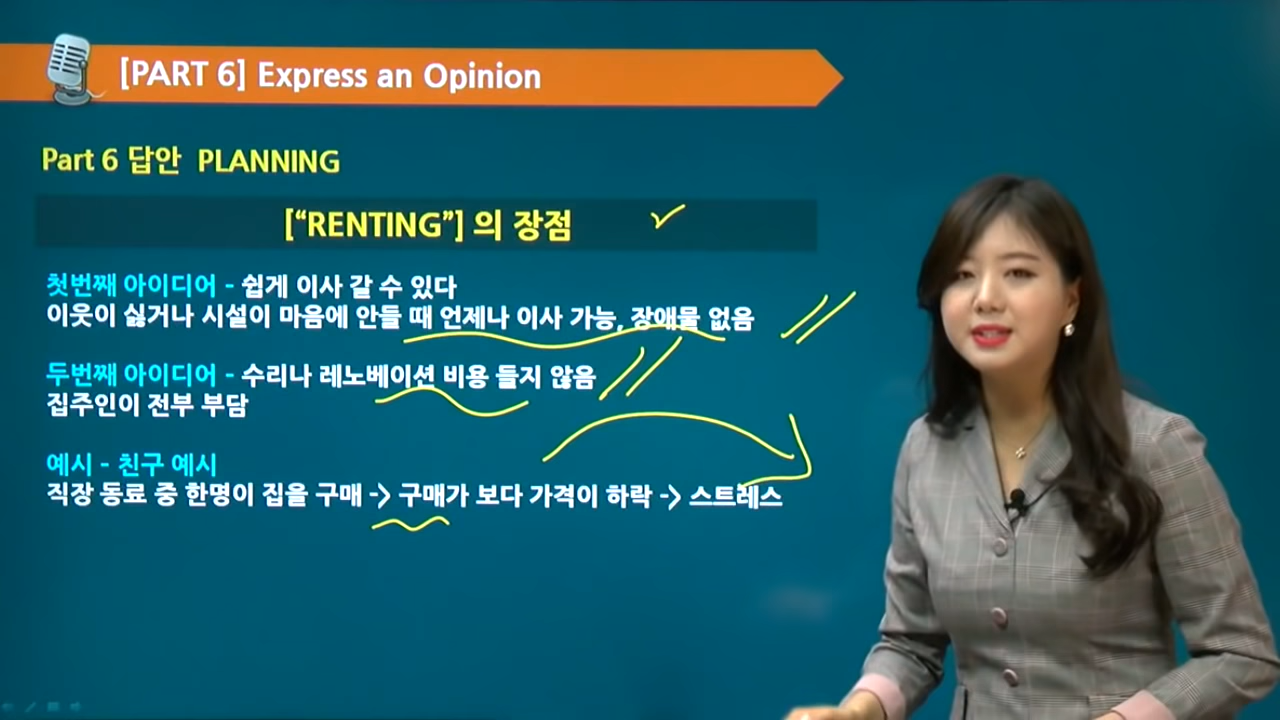 [PART 6] Express an Opinion
Part 6 답안 PLANNING
[“RENTING”] 의 장점
첫번째 아이디어 - 쉽게 이사 갈 수 있다
이웃이 싫거나 시설이 마음에 안들 때 언제나 이사 가능, 장애물 없음
두번째 아이디어 - 수리나 레노베이션 비용 들지 않음
집주인이 전부 부담
예시 - 친구 예시
직장 동료 중 한명이 집을 구매 -> 구매가 보다 가격이 하락 -> 스트레스